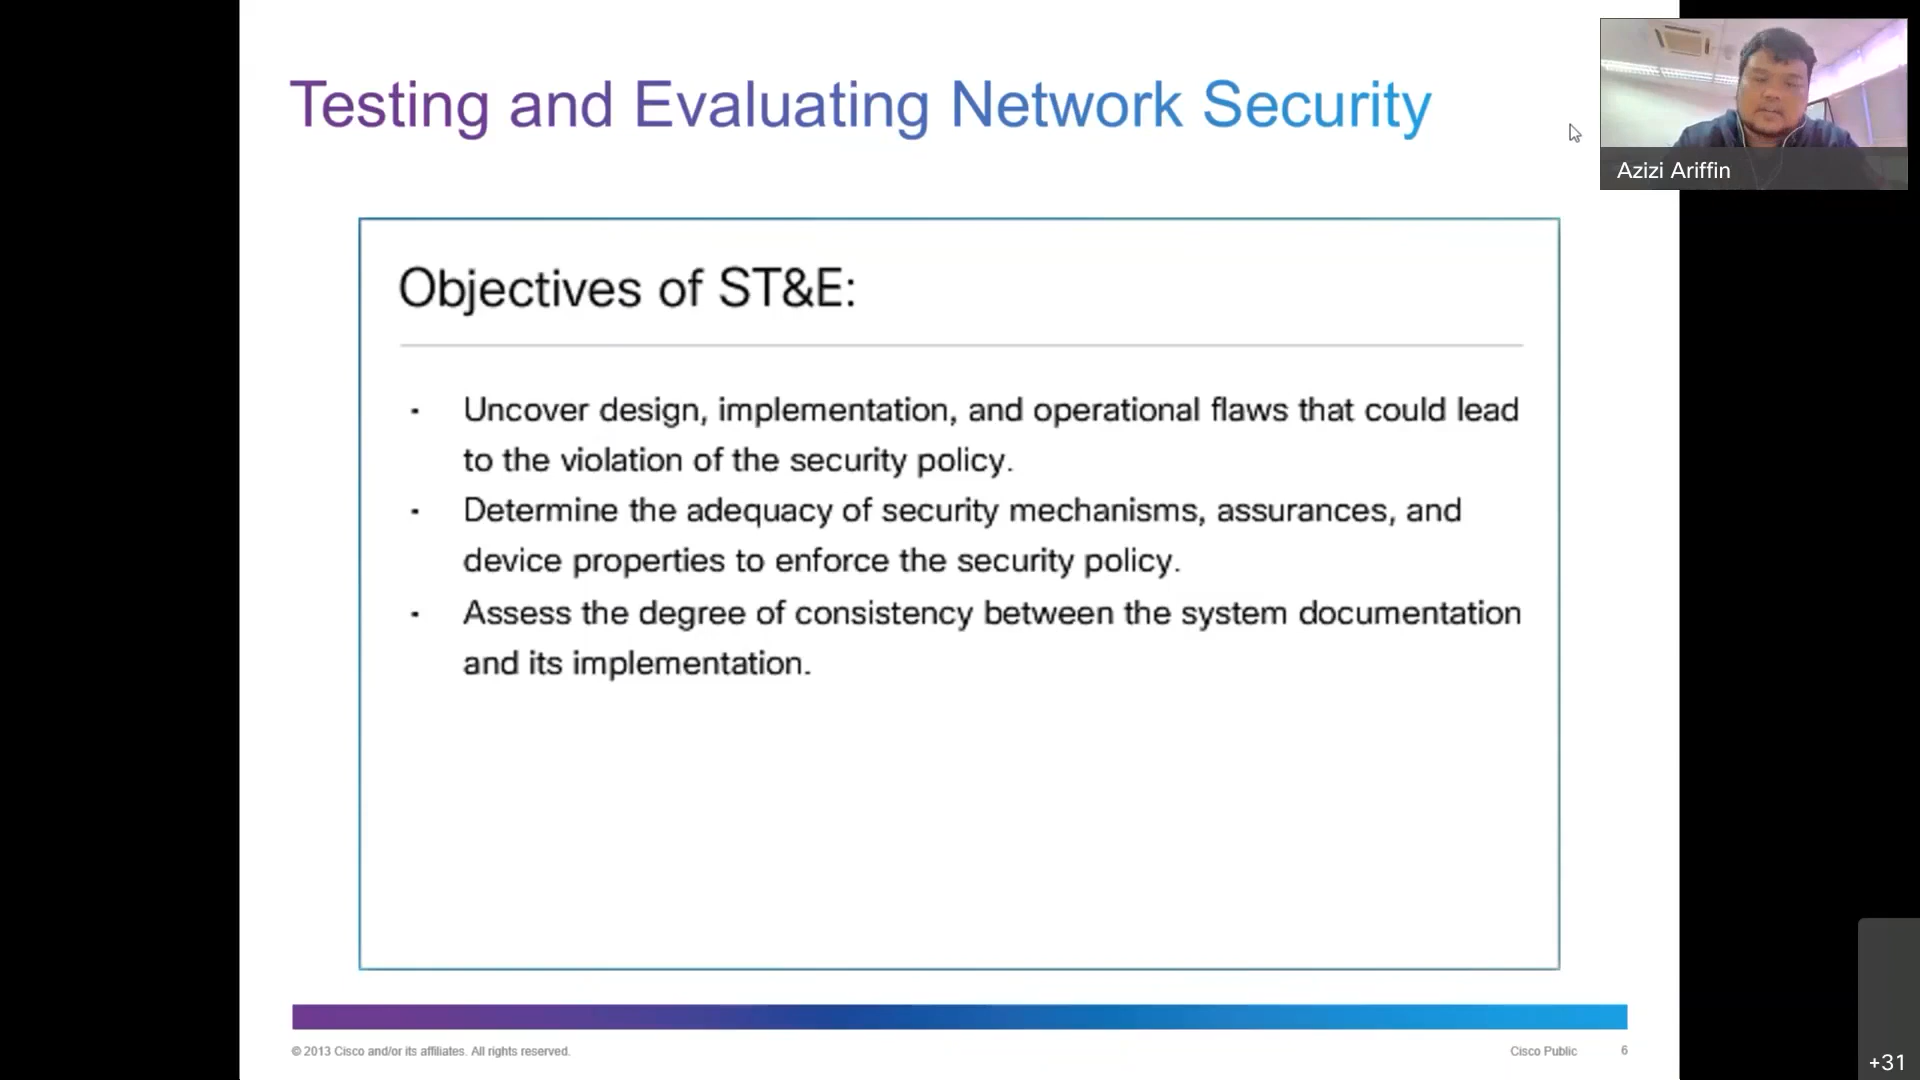 Testing and Evaluating Network Security
Azizi Ariffin
Objectives of ST&E:
· Uncover design, implementation, and operational flaws that could lead
to the violation of the security policy.
· Determine the adequacy of security mechanisms, assurances, and
device properties to enforce the security policy.
· Assess the degree of consistency between the system documentation
and its implementation.
© 2013 Cisco and/or its affiliates. All rights reserved.
Cisco Public
6
+31